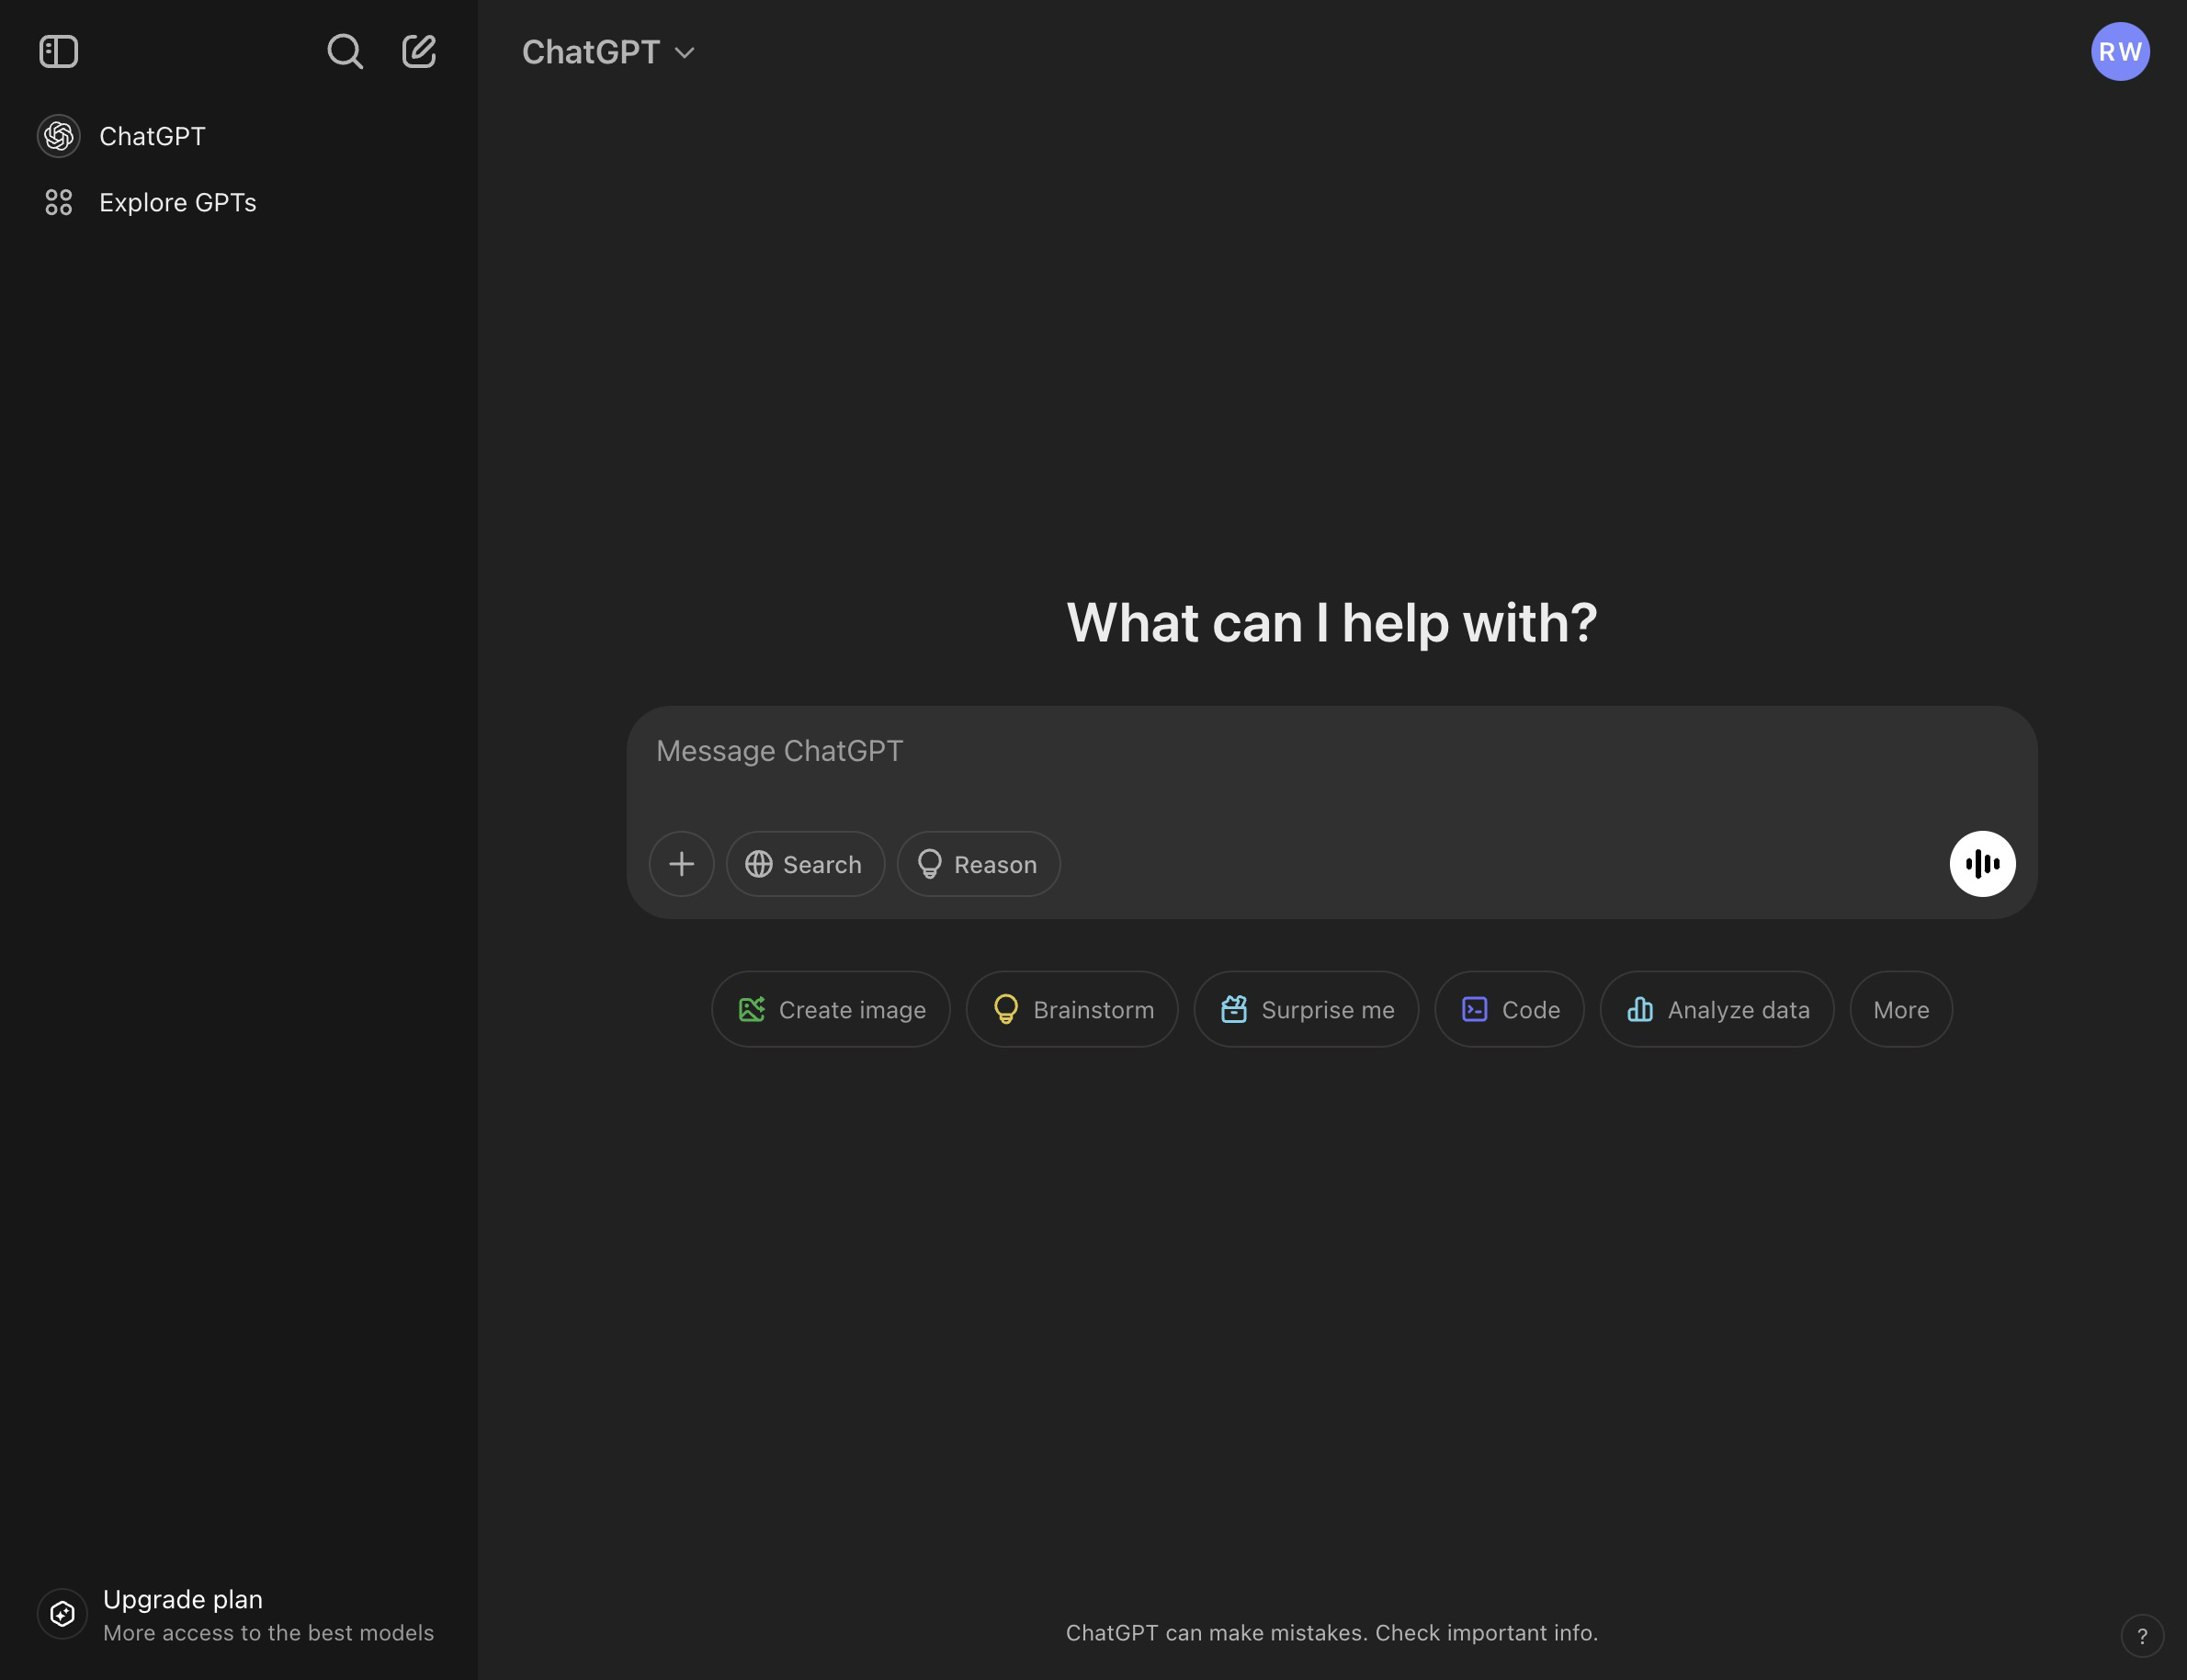 ChatGPT
RW
ChatGPT
Explore GPTs
What can I help with?
Message ChatGPT
Search
Reason
Create image
Brainstorm
Surprise me
Code
Analyze data
More
Upgrade plan
More access to the best models
ChatGPT can make mistakes. Check important info.
?